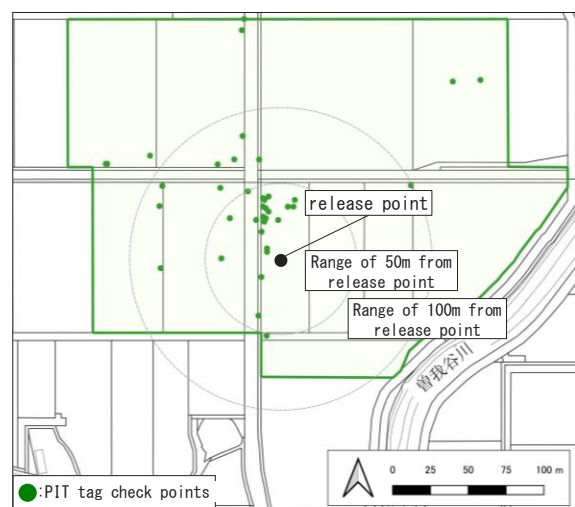 release point
Range of 50m from
release point
Range of 100m from
release point
曽我谷川
0 25 50 75 100 m
:PIT tag check points